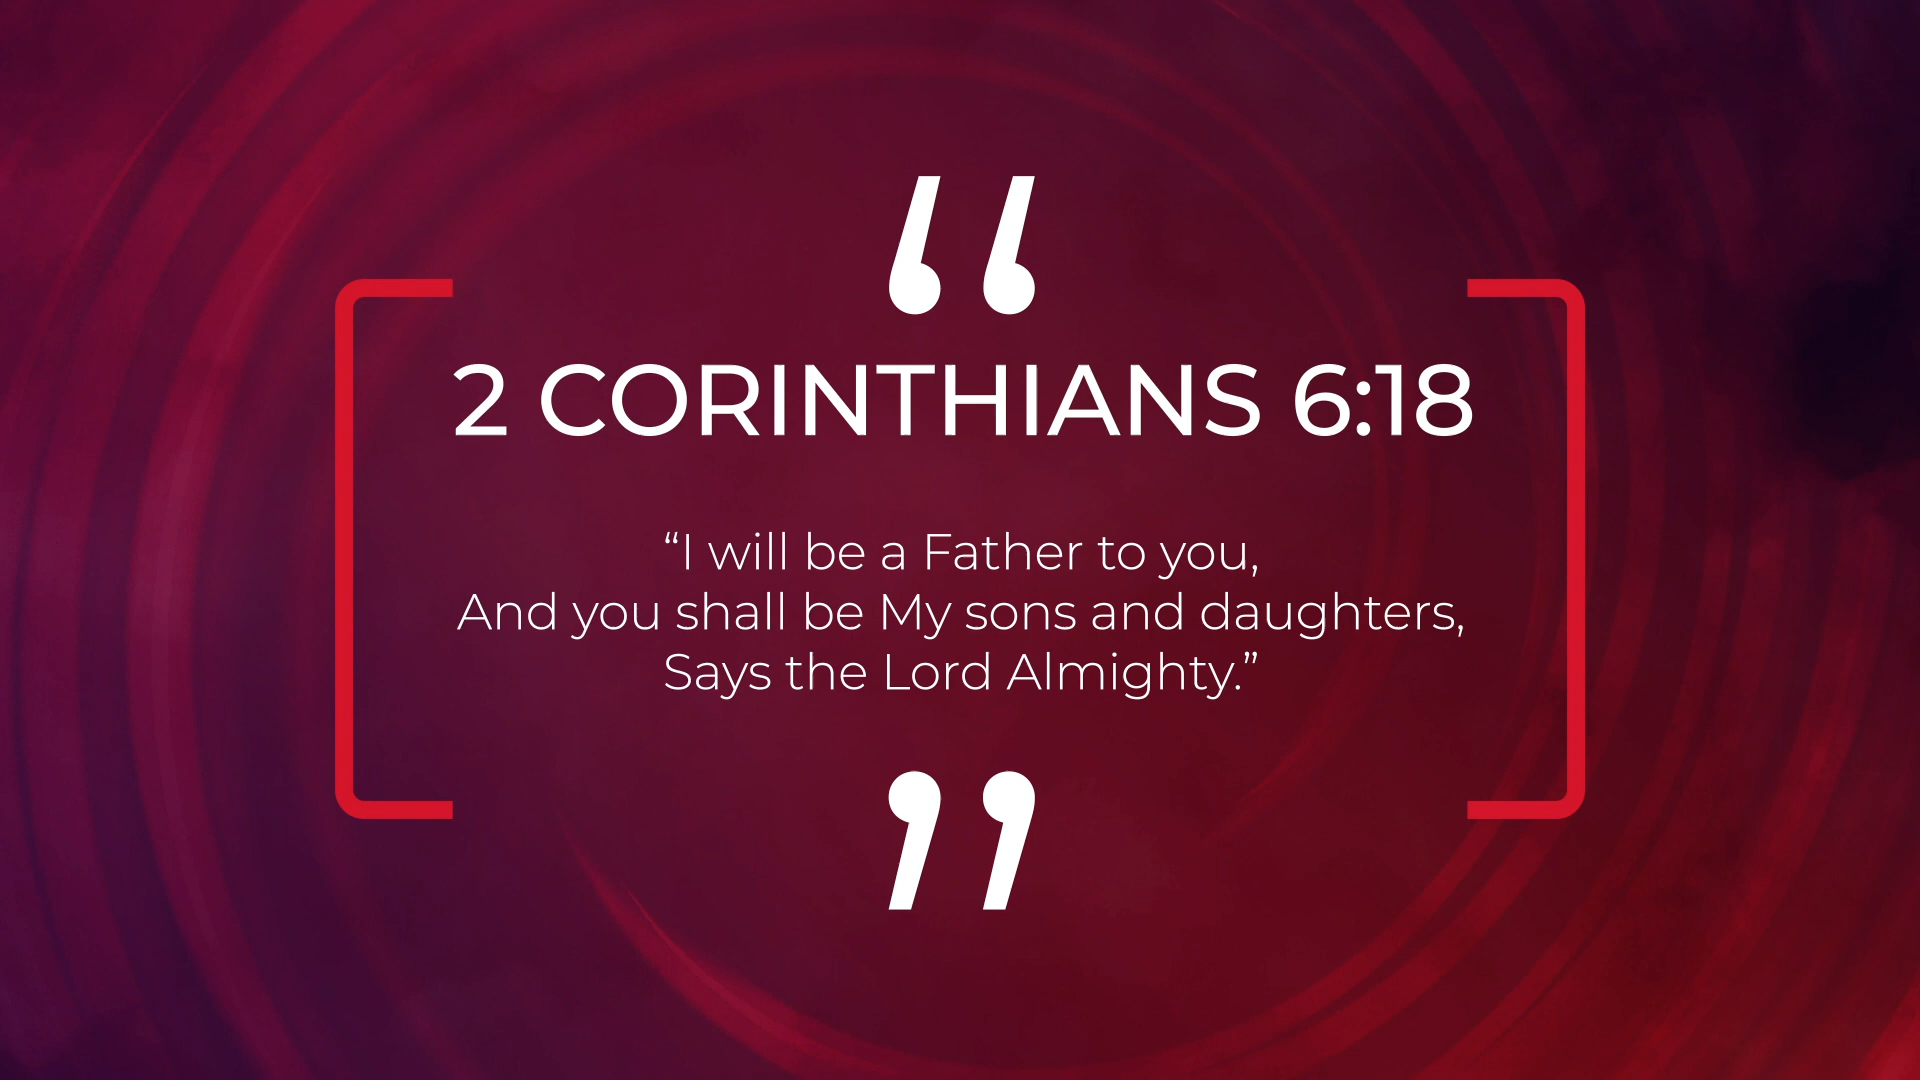 “
2 CORINTHIANS 6:18
“I will be a Father to you,
And you shall be My sons and daughters,
Says the Lord Almighty.”
”